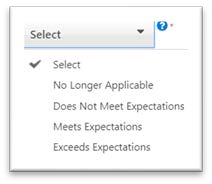 Select
? *
Select
No Longer Applicable
Does Not Meet Expectations
Meets Expectations
Exceeds Expectations